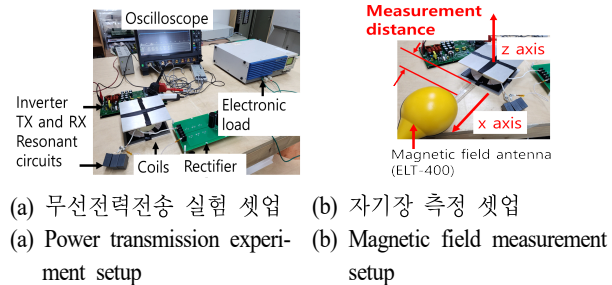 Oscilloscope
Inverter
TX and RX
Resonant
circuits
Coils
Rectifier
Electronic
load
Measurement
distance
z axis
x axis
Magnetic field antenna
(ELT-400)
(a) 무선전력전송 실험 셋업
(a) Power transmission experi-
ment setup
(b) 자기장 측정 셋업
(b) Magnetic field measurement
setup